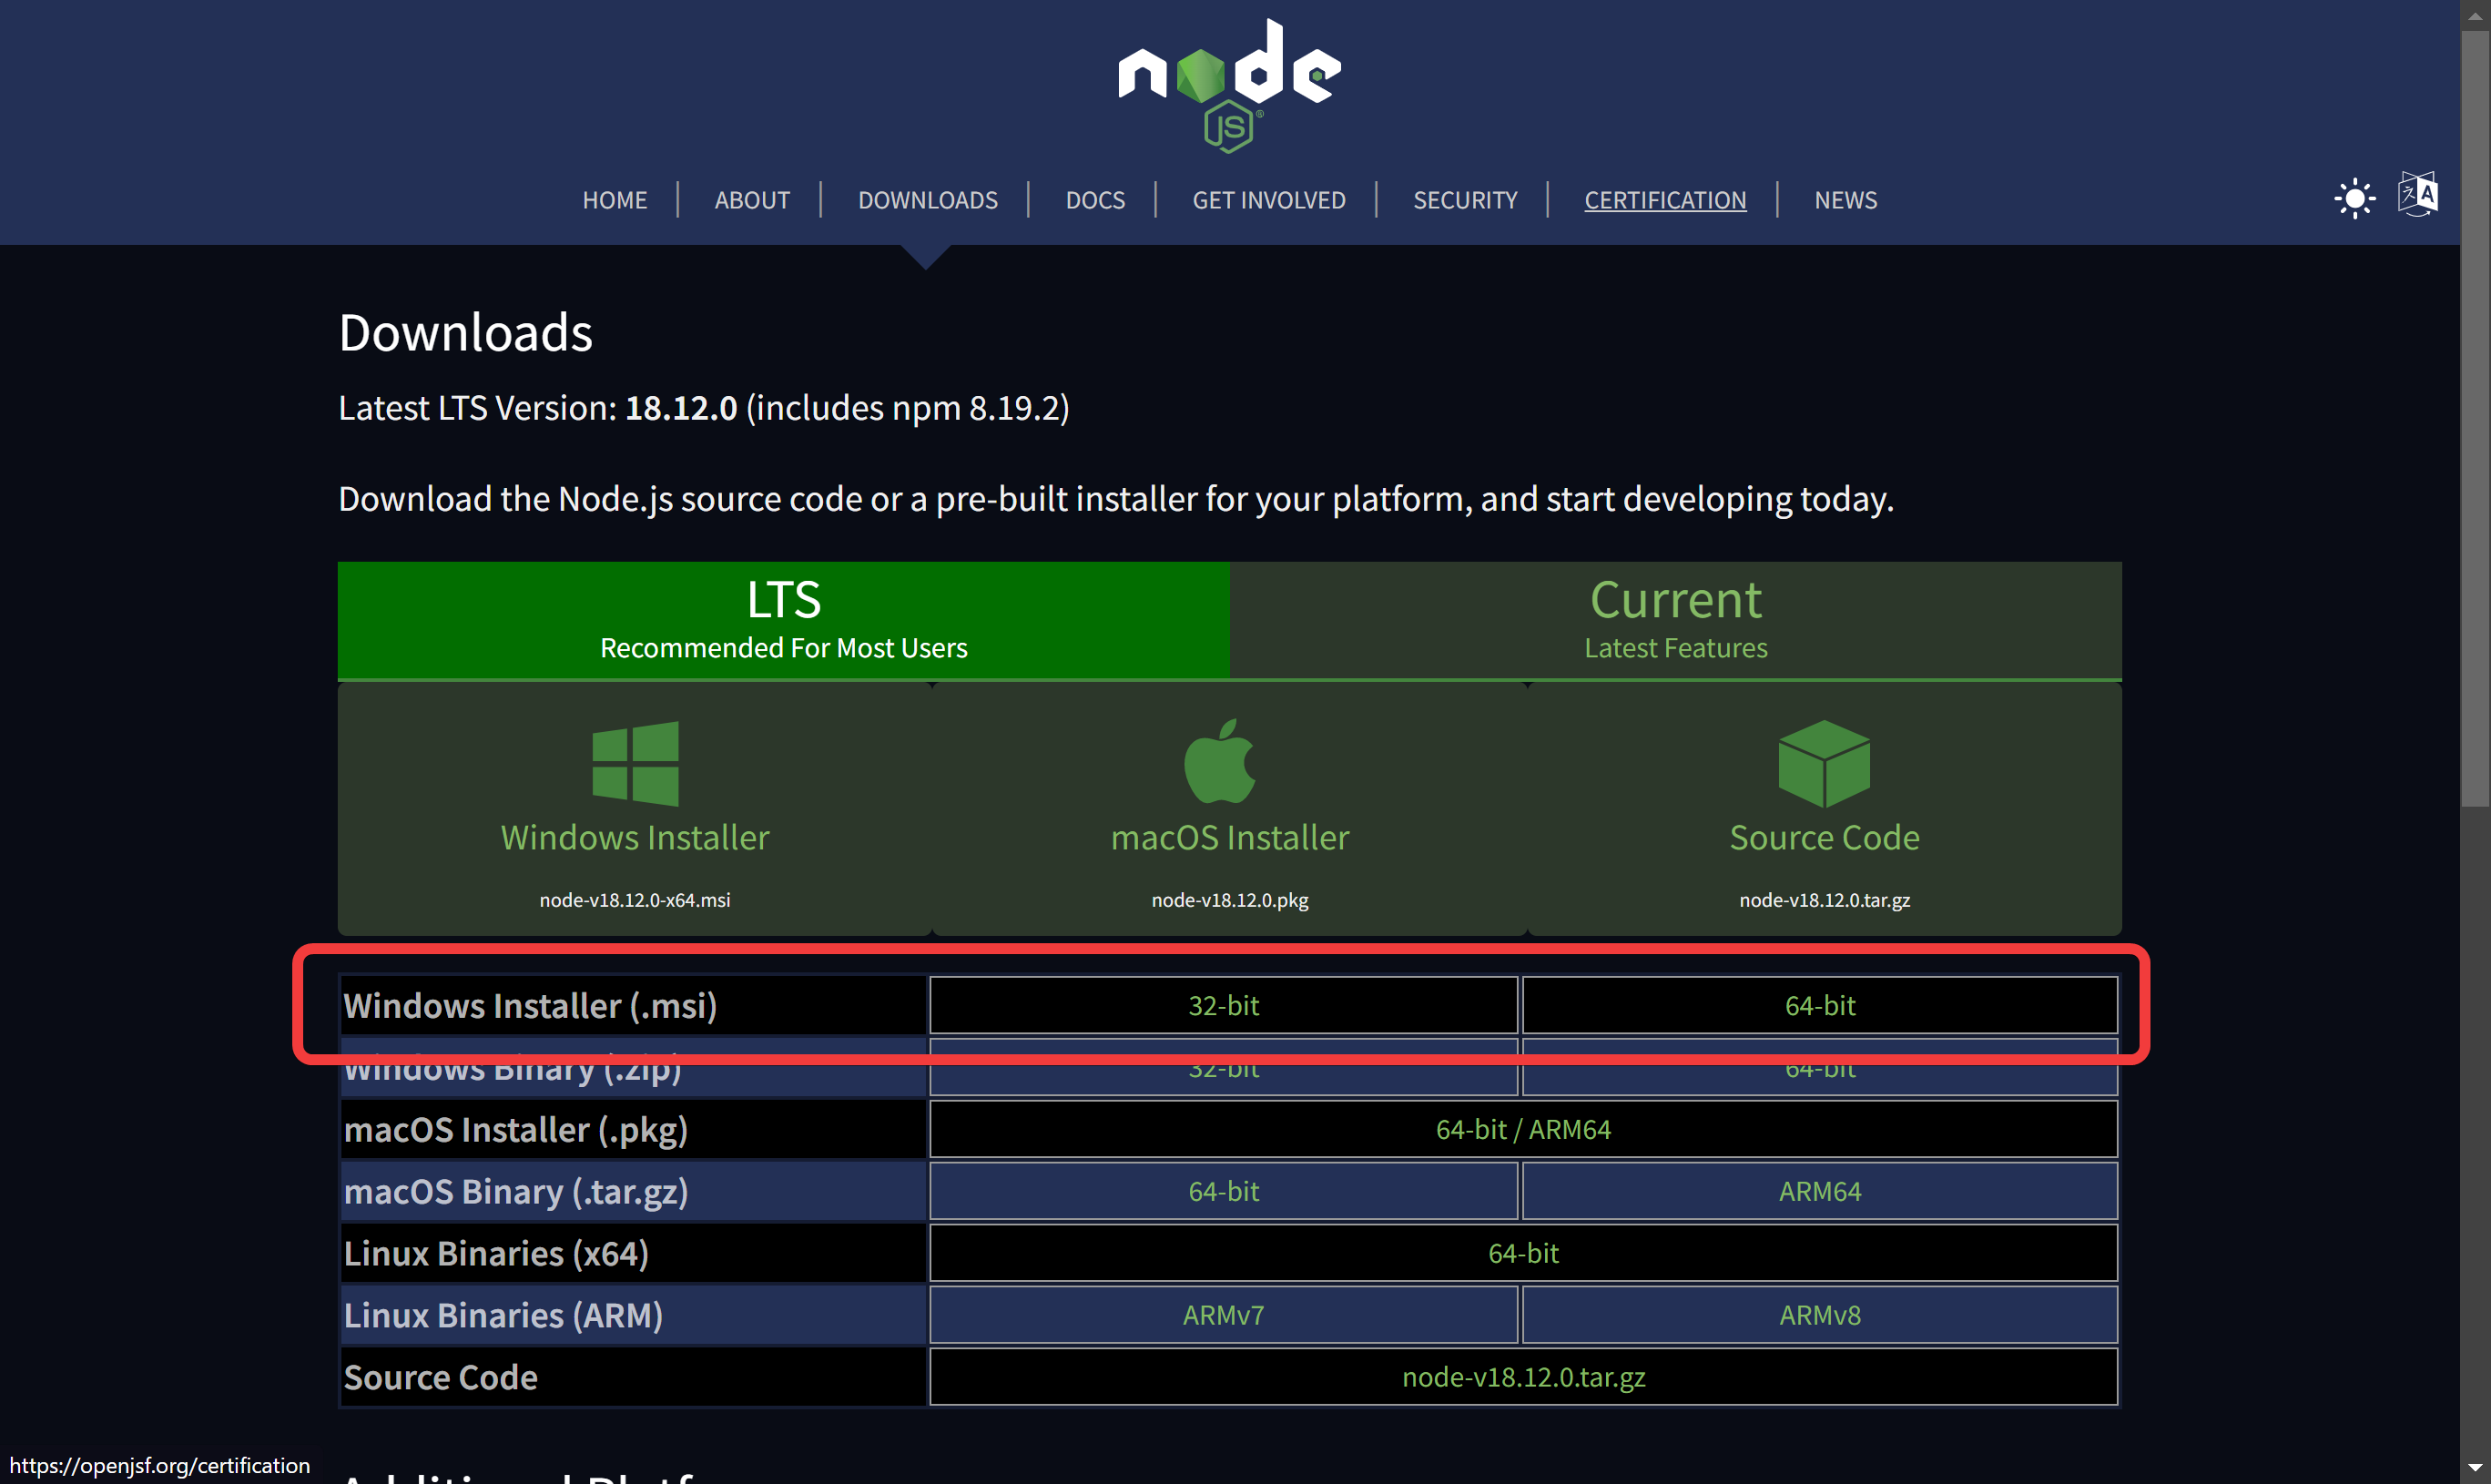 node
JS®
HOME | ABOUT | DOWNLOADS | DOCS | GET INVOLVED | SECURITY | CERTIFICATION | NEWS
Downloads
Latest LTS Version: 18.12.0 (includes npm 8.19.2)
Download the Node.js source code or a pre-built installer for your platform, and start developing today.
LTS
Recommended For Most Users
Current
Latest Features
Windows Installer
node-v18.12.0-x64.msi
macOS Installer
node-v18.12.0.pkg
Source Code
node-v18.12.0.tar.gz
Windows Installer (.msi) 32-bit 64-bit
Windows Binary (.zip) 32-bit 64-bit
macOS Installer (.pkg) 64-bit / ARM64
macOS Binary (.tar.gz) 64-bit ARM64
Linux Binaries (x64) 64-bit
Linux Binaries (ARM) ARMv7 ARMv8
Source Code node-v18.12.0.tar.gz
https://openjsf.org/certification